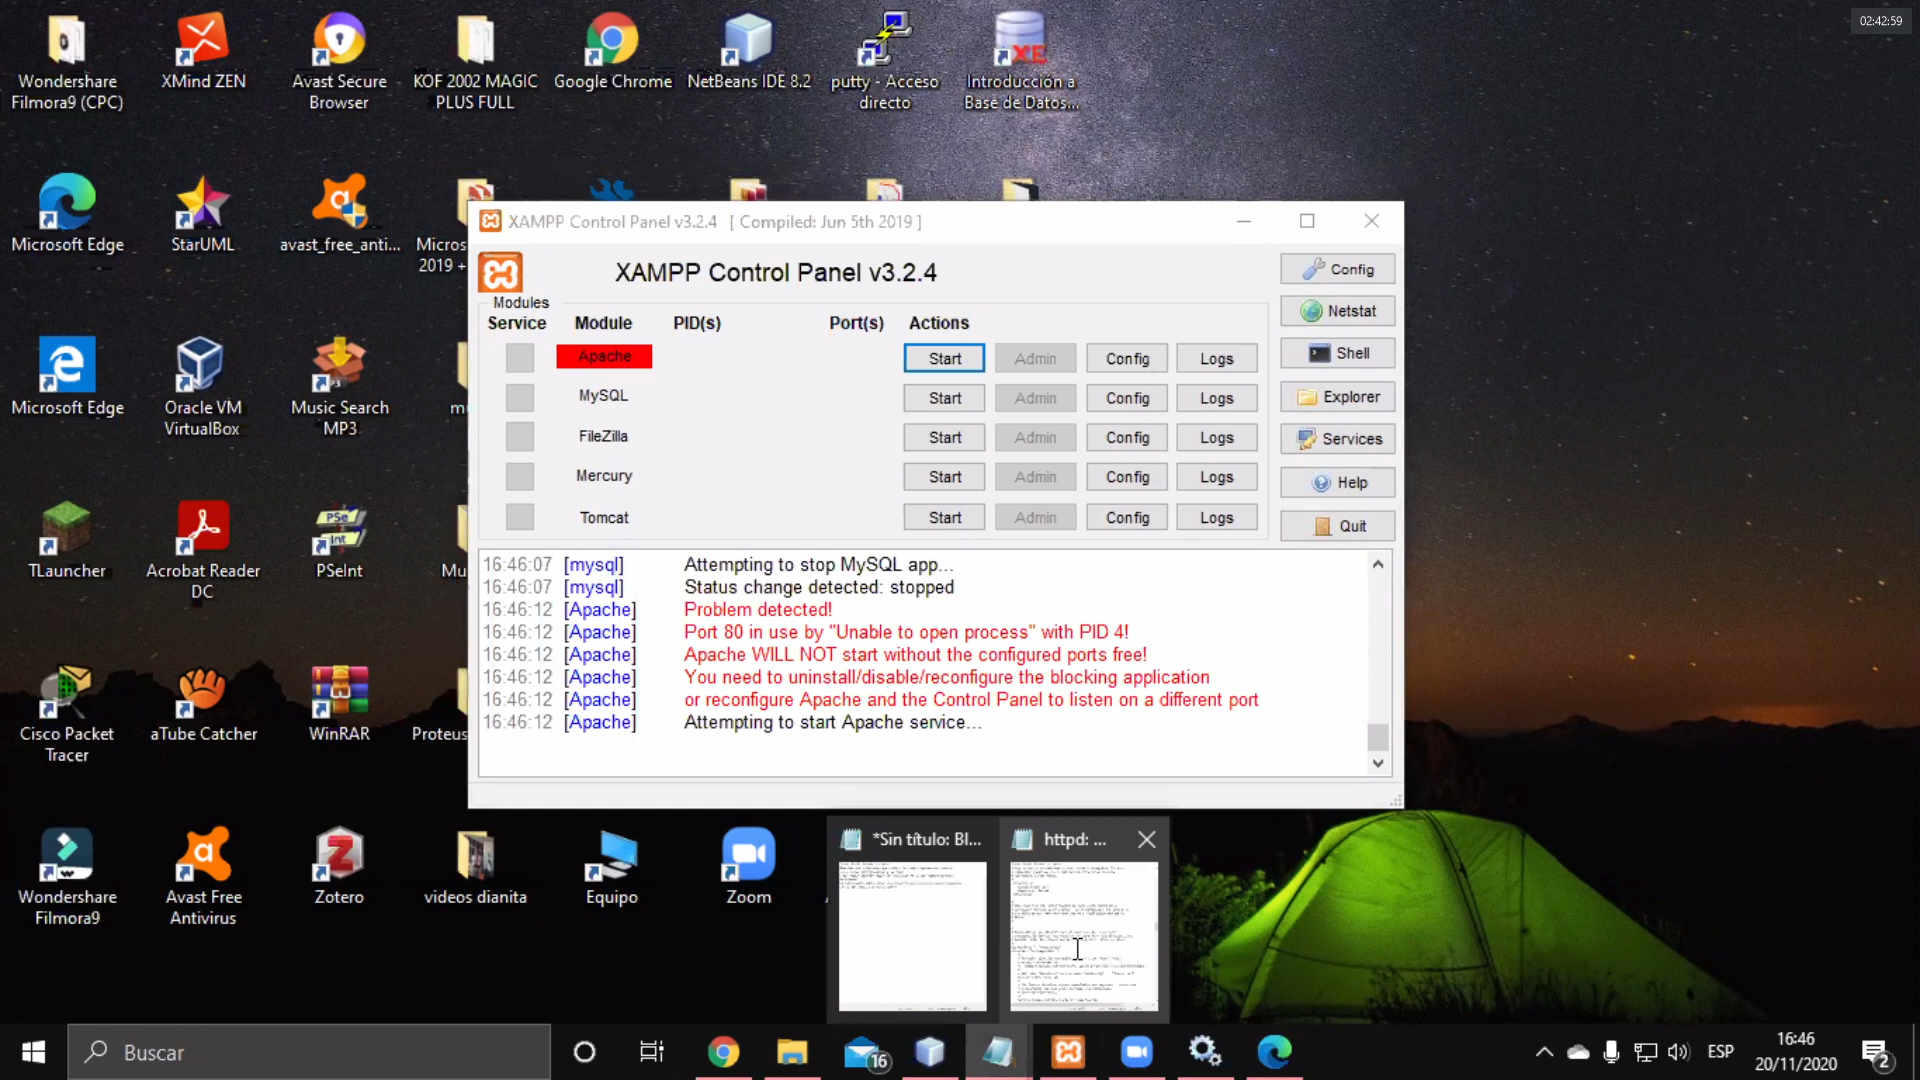 02:42:59
Wondershare
Filmora9 (CPC)
XMind ZEN
Avast Secure
Browser
KOF 2002 MAGIC
PLUS FULL
Google Chrome
NetBeans IDE 8.2
putty - Acceso
directo
Introducción a
Base de Datos...
Microsoft Edge
StarUML
avast_free_anti...
Micros
2019 +
Microsoft Edge
Oracle VM
VirtualBox
Music Search
MP3
TLauncher
Acrobat Reader
DC
PSeInt
Mu
Cisco Packet
Tracer
aTube Catcher
WinRAR
Proteus
Wondershare
Filmora9
Avast Free
Antivirus
Zotero
videos dianita
Equipo
Zoom
XAMPP Control Panel v3.2.4 [ Compiled: Jun 5th 2019 ]
XAMPP Control Panel v3.2.4
Modules
Service Module PID(s) Port(s) Actions
Apache Start Admin Config Logs
MySQL Start Admin Config Logs
FileZilla Start Admin Config Logs
Mercury Start Admin Config Logs
Tomcat Start Admin Config Logs
Config
Netstat
Shell
Explorer
Services
Help
Quit
16:46:07 [mysql] Attempting to stop MySQL app...
16:46:07 [mysql] Status change detected: stopped
16:46:12 [Apache] Problem detected!
16:46:12 [Apache] Port 80 in use by "Unable to open process" with PID 4!
16:46:12 [Apache] Apache WILL NOT start without the configured ports free!
16:46:12 [Apache] You need to uninstall/disable/reconfigure the blocking application
16:46:12 [Apache] or reconfigure Apache and the Control Panel to listen on a different port
16:46:12 [Apache] Attempting to start Apache service...
*Sin título: Bl...
httpd: ...
Buscar
16
ESP
16:46
20/11/2020
2